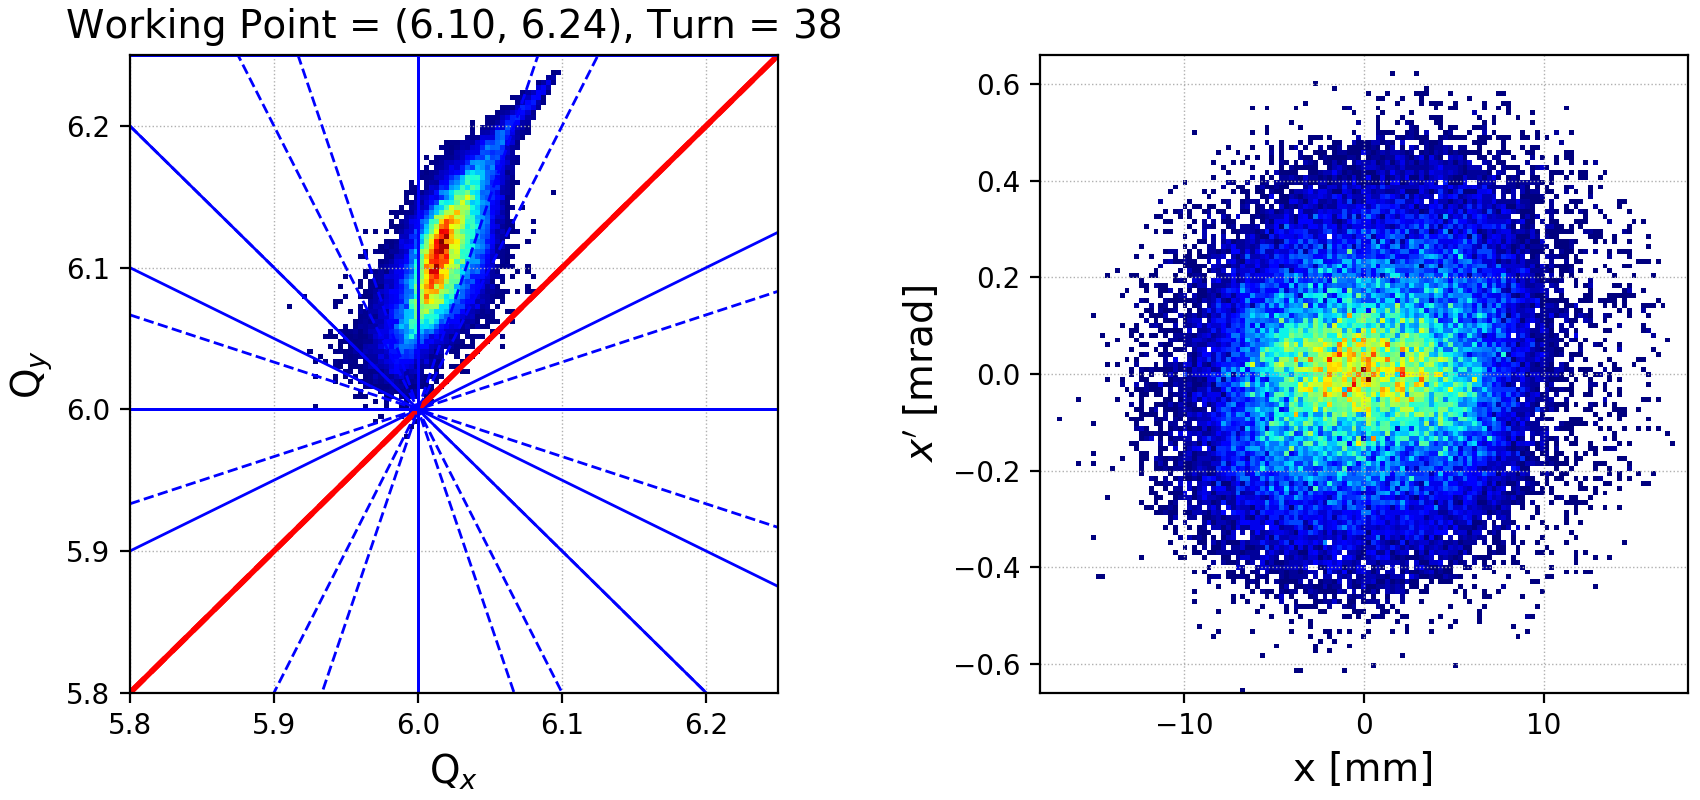 Working Point = (6.10, 6.24), Turn = 38
6.2
6.1
6.0
5.9
5.8
Q_y
5.8 5.9 6.0 6.1 6.2
Q_x
0.6
0.4
0.2
0.0
−0.2
−0.4
−0.6
x′ [mrad]
−10 0 10
x [mm]